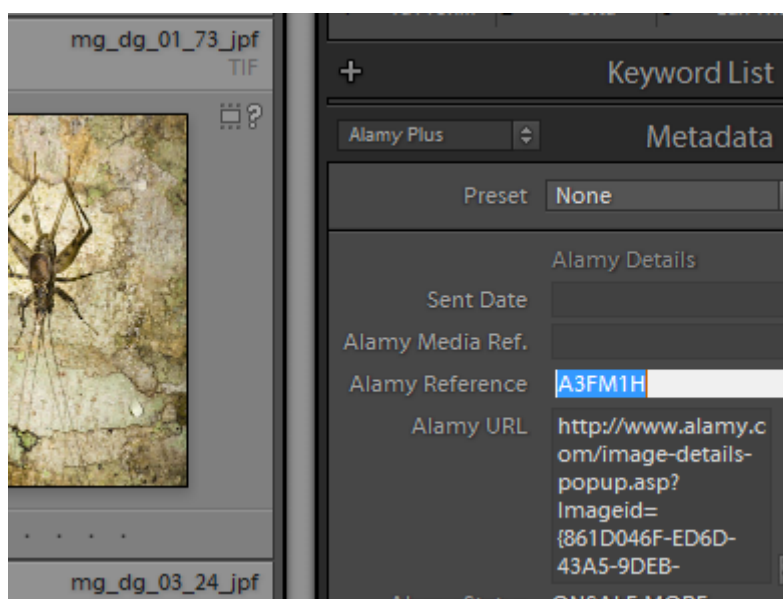 mg_dg_01_73_jpf
TIF
Keyword List
Alamy Plus
Metadata
Preset
None
Alamy Details
Sent Date
Alamy Media Ref.
Alamy Reference
A3FM1H
Alamy URL
http://www.alamy.c
om/image-details-
popup.asp?
Imageid=
{861D046F-ED6D-
43A5-9DEB-
mg_dg_03_24_jpf